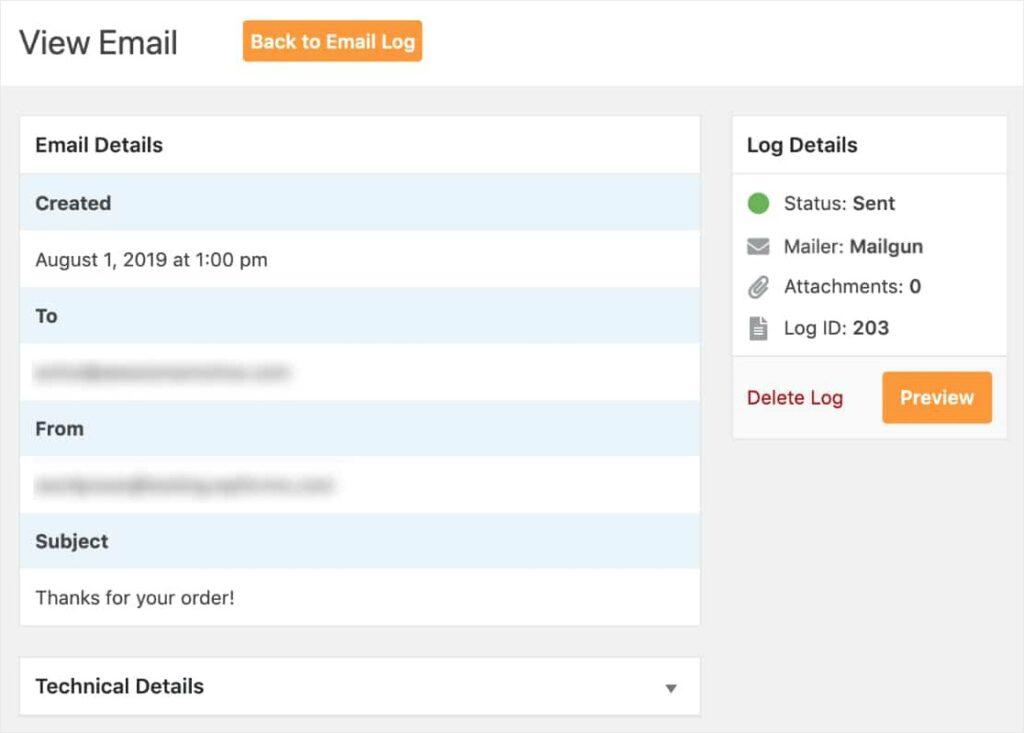 View Email
Back to Email Log
Email Details
Created
August 1, 2019 at 1:00 pm
To
From
Subject
Thanks for your order!
Technical Details
Log Details
Status: Sent
Mailer: Mailgun
Attachments: 0
Log ID: 203
Delete Log
Preview